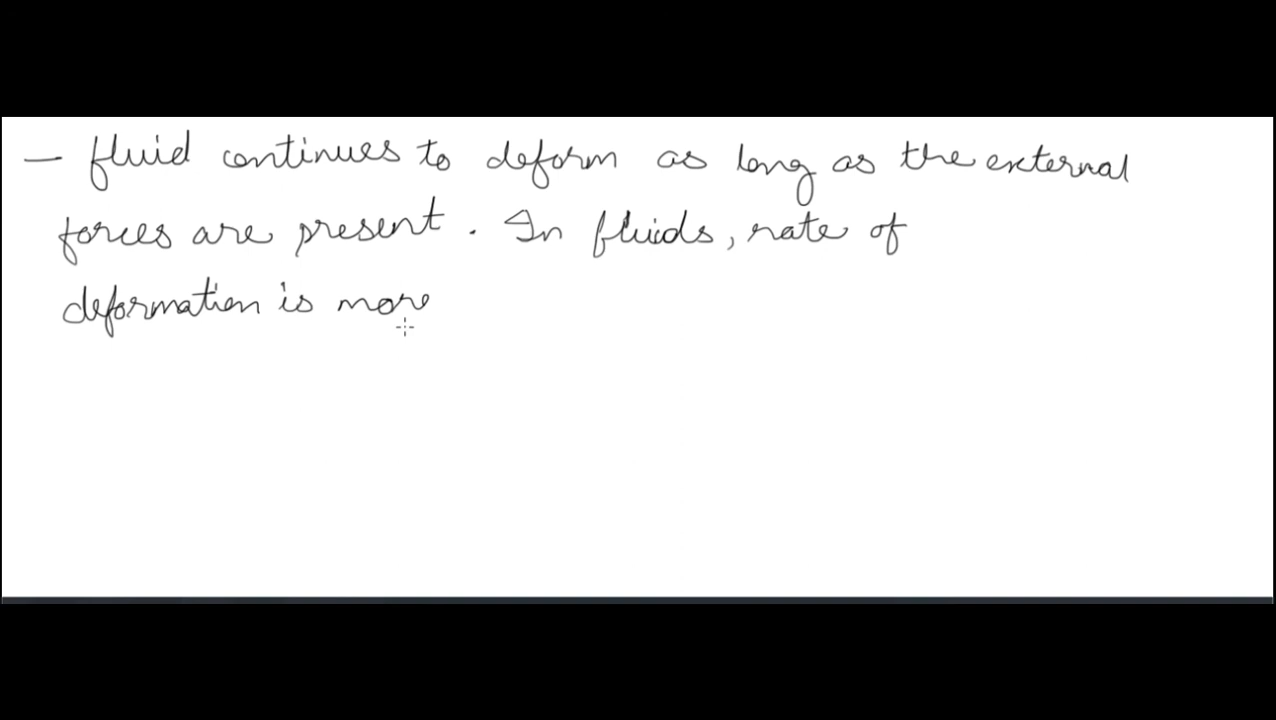 - fluid continues to deform as long as the external
forces are present. In fluids, rate of
deformation is more